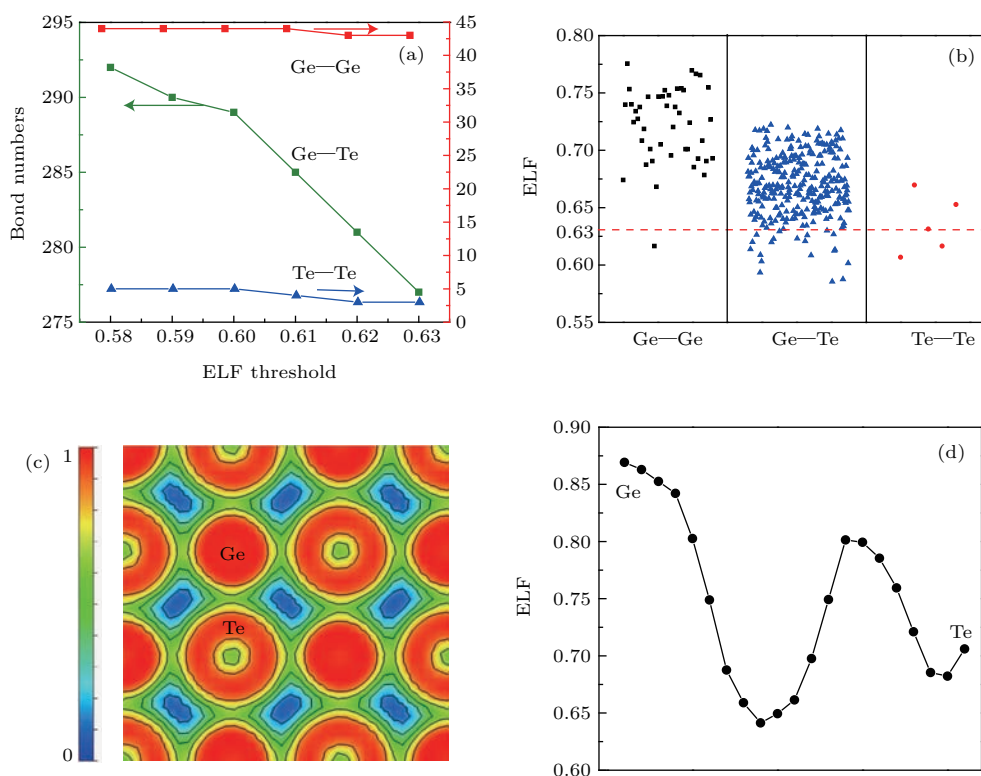 295
290
285
280
275
Bond numbers
0.58 0.59 0.60 0.61 0.62 0.63
ELF threshold
45
40
35
30
25
20
15
10
5
0
(a)
Ge—Ge
Ge—Te
Te—Te
0.80
0.75
0.70
0.65
0.63
0.60
0.55
ELF
(b)
Ge—Ge Ge—Te Te—Te
(c)
1
0
Ge
Te
0.90
0.85
0.80
0.75
0.70
0.65
0.60
ELF
(d)
Ge
Te